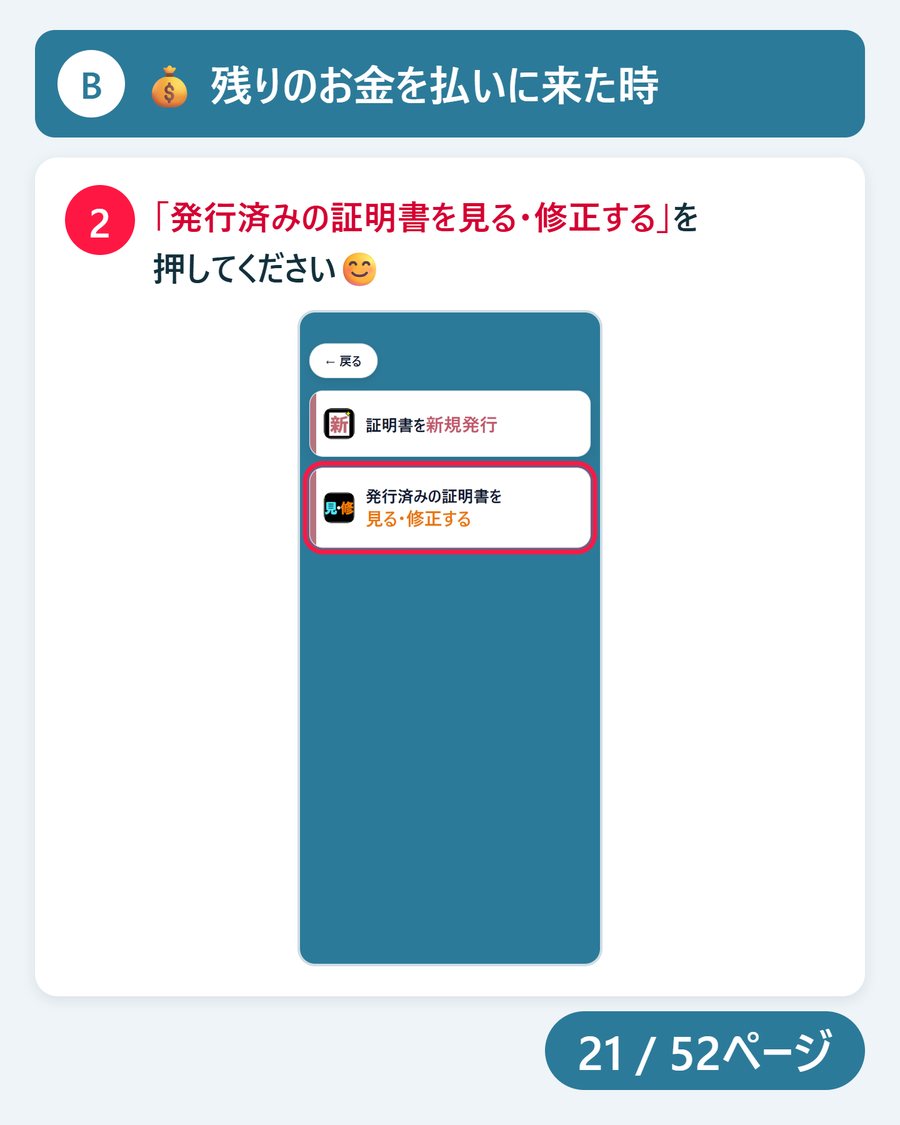 B 💰 残りのお金を払いに来た時
2 「発行済みの証明書を見る・修正する」を
押してください😊
← 戻る
新 証明書を新規発行
見・修 発行済みの証明書を
見る・修正する
21 / 52ページ